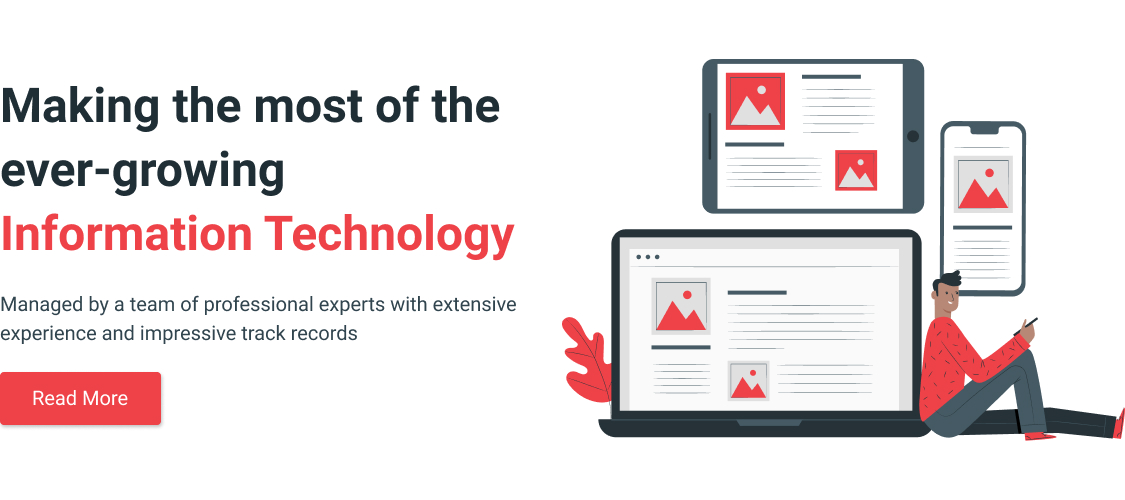 Making the most of the
ever-growing
Information Technology
Managed by a team of professional experts with extensive
experience and impressive track records
Read More